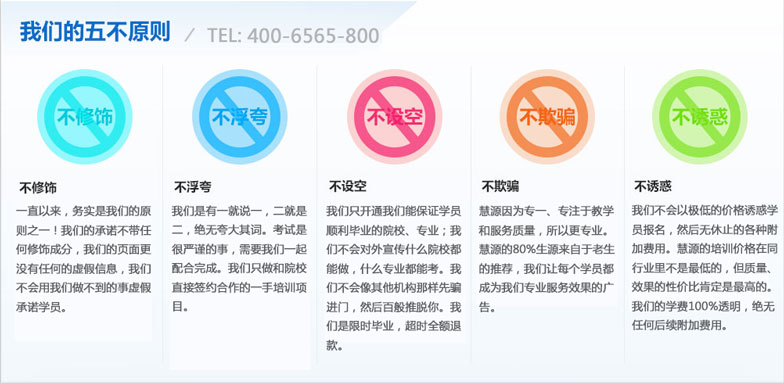 我们的五不原则 / TEL: 400-6565-800
不修饰
不浮夸
不设空
不欺骗
不诱惑
不修饰
一直以来，务实是我们的原
则之一！我们的承诺不带任
何修饰成分，我们的页面更
没有任何的虚假信息，我们
不会用我们做不到的事虚假
承诺学员。
不浮夸
我们是有一就说一，二就是
二，绝无夸大其词。考试是
很严谨的事，需要我们一起
配合完成。我们只做和院校
直接签约合作的一手培训项
目。
不设空
我们只开通我们能保证学员
顺利毕业的院校、专业；我
们不会对外宣传什么院校都
能做，什么专业都能考。我
们不会像其他机构那样先骗
进门，然后百般推脱你。我
们是限时毕业，超时全额退
款。
不欺骗
慧源因为专一、专注于教学
和服务质量，所以更专业。
慧源的80%生源来自于老生
的推荐，我们让每个学员都
成为我们专业服务效果的广
告。
不诱惑
我们不会以极低的价格诱惑学
员报名，然后无休止的各种附
加费用。慧源的培训价格在同
行业里不是最低的，但质量、
效果的性价比肯定是最高的。
我们的学费100%透明，绝无
任何后续附加费用。